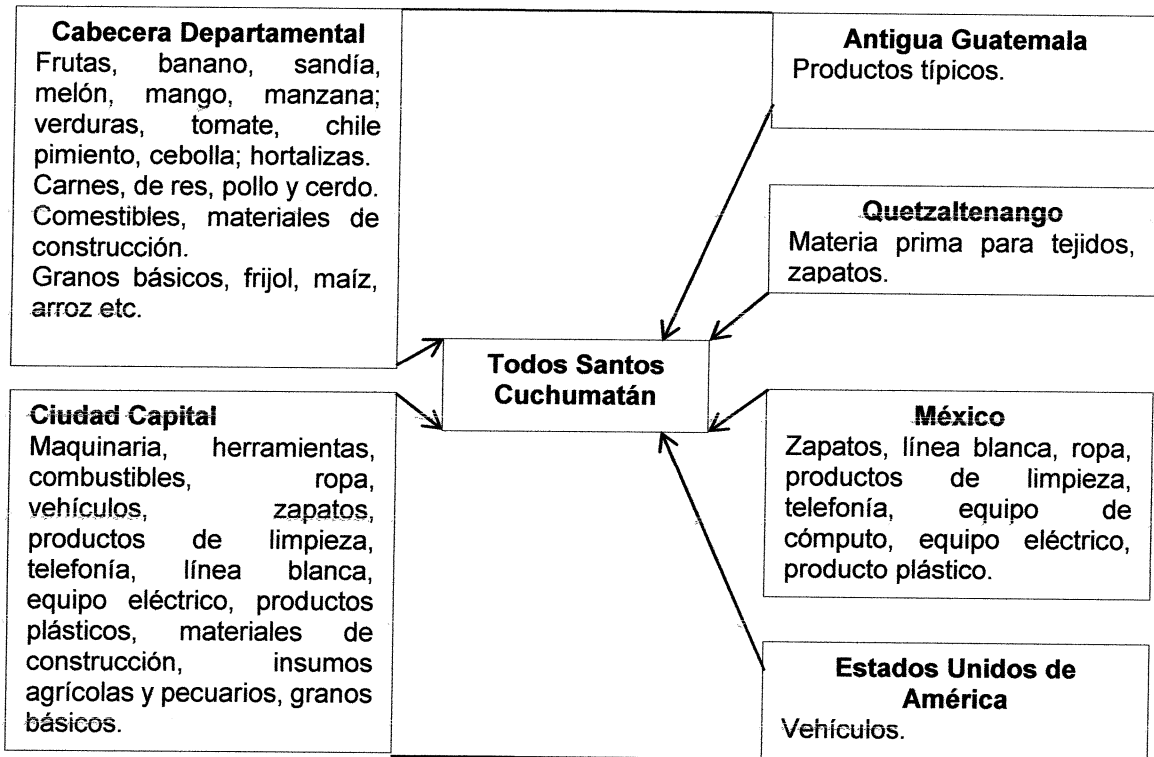 Cabecera Departamental
Frutas, banano, sandía,
melón, mango, manzana;
verduras, tomate, chile
pimiento, cebolla; hortalizas.
Carnes, de res, pollo y cerdo.
Comestibles, materiales de
construcción.
Granos básicos, frijol, maíz,
arroz etc.
Antigua Guatemala
Productos típicos.
Quetzaltenango
Materia prima para tejidos,
zapatos.
Todos Santos
Cuchumatán
Ciudad Capital
Maquinaria, herramientas,
combustibles, ropa,
vehículos, zapatos,
productos de limpieza,
telefonía, línea blanca,
equipo eléctrico, productos
plásticos, materiales de
construcción, insumos
agrícolas y pecuarios, granos
básicos.
México
Zapatos, línea blanca, ropa,
productos de limpieza,
telefonía, equipo de
cómputo, equipo eléctrico,
producto plástico.
Estados Unidos de
América
Vehículos.